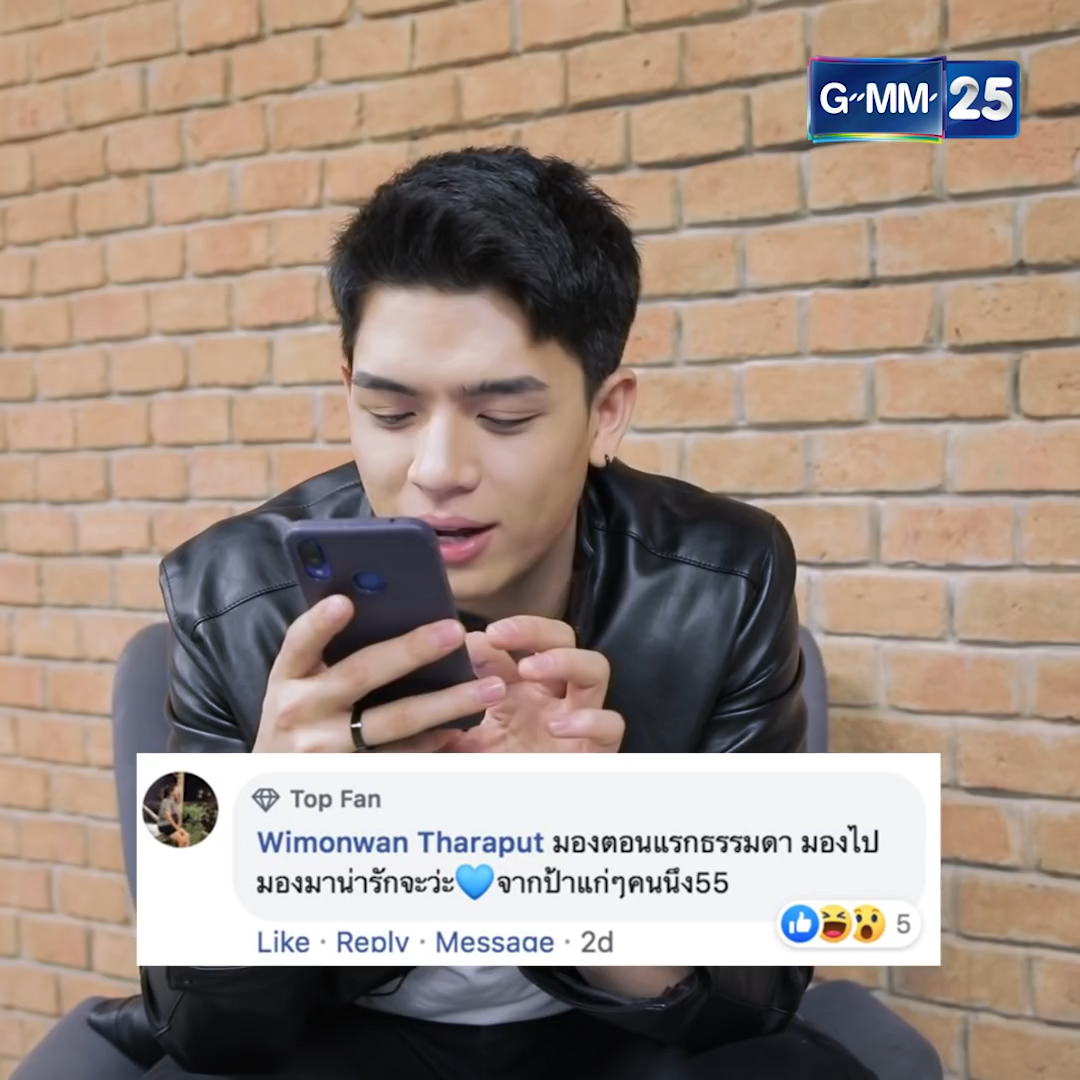 GMM 25
Top Fan
Wimonwan Tharaput มองตอนแรกธรรมดา มองไป
มองมาน่ารักจะว่ะ💙จากป้าแก่ๆคนนึง55
5
Like · Reply · Message · 2d